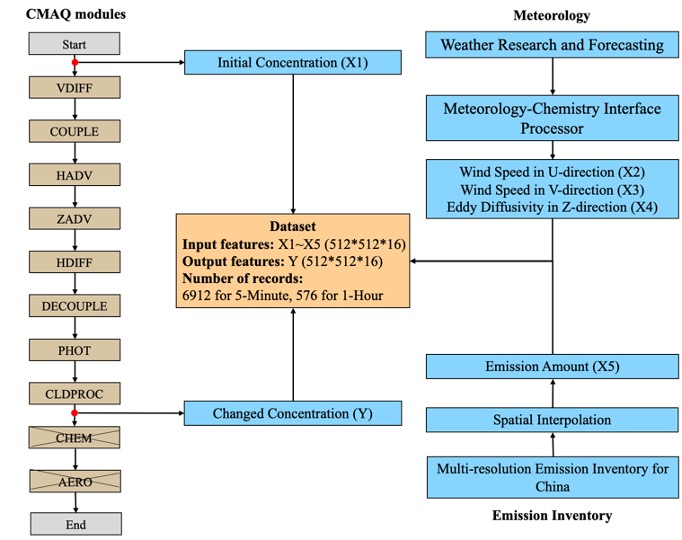 CMAQ modules
Start
VDIFF
COUPLE
HADV
ZADV
HDIFF
DECOUPLE
PHOT
CLDPROC
CHEM
AERO
End
Initial Concentration (X1)
Dataset
Input features: X1~X5 (512*512*16)
Output features: Y (512*512*16)
Number of records:
6912 for 5-Minute, 576 for 1-Hour
Changed Concentration (Y)
Meteorology
Weather Research and Forecasting
Meteorology-Chemistry Interface
Processor
Wind Speed in U-direction (X2)
Wind Speed in V-direction (X3)
Eddy Diffusivity in Z-direction (X4)
Emission Amount (X5)
Spatial Interpolation
Multi-resolution Emission Inventory for
China
Emission Inventory